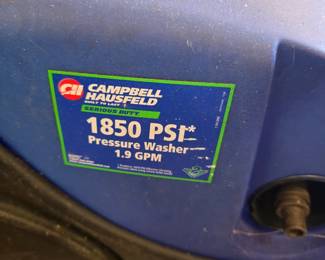 CAMPBELL
HAUSFELD
BUILT TO LAST
SERIOUS DUTY
1850 PSI*
Pressure Washer
1.9 GPM